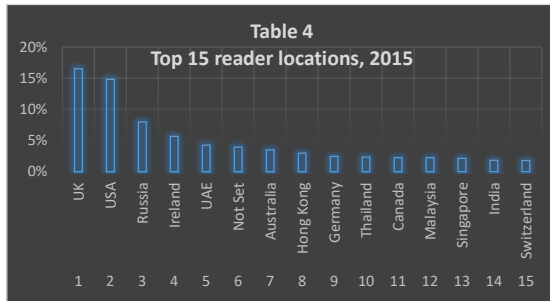 Table 4
Top 15 reader locations, 2015
20%
15%
10%
5%
0%
UK
USA
Russia
Ireland
UAE
Not Set
Australia
Hong Kong
Germany
Thailand
Canada
Malaysia
Singapore
India
Switzerland
1 2 3 4 5 6 7 8 9 10 11 12 13 14 15